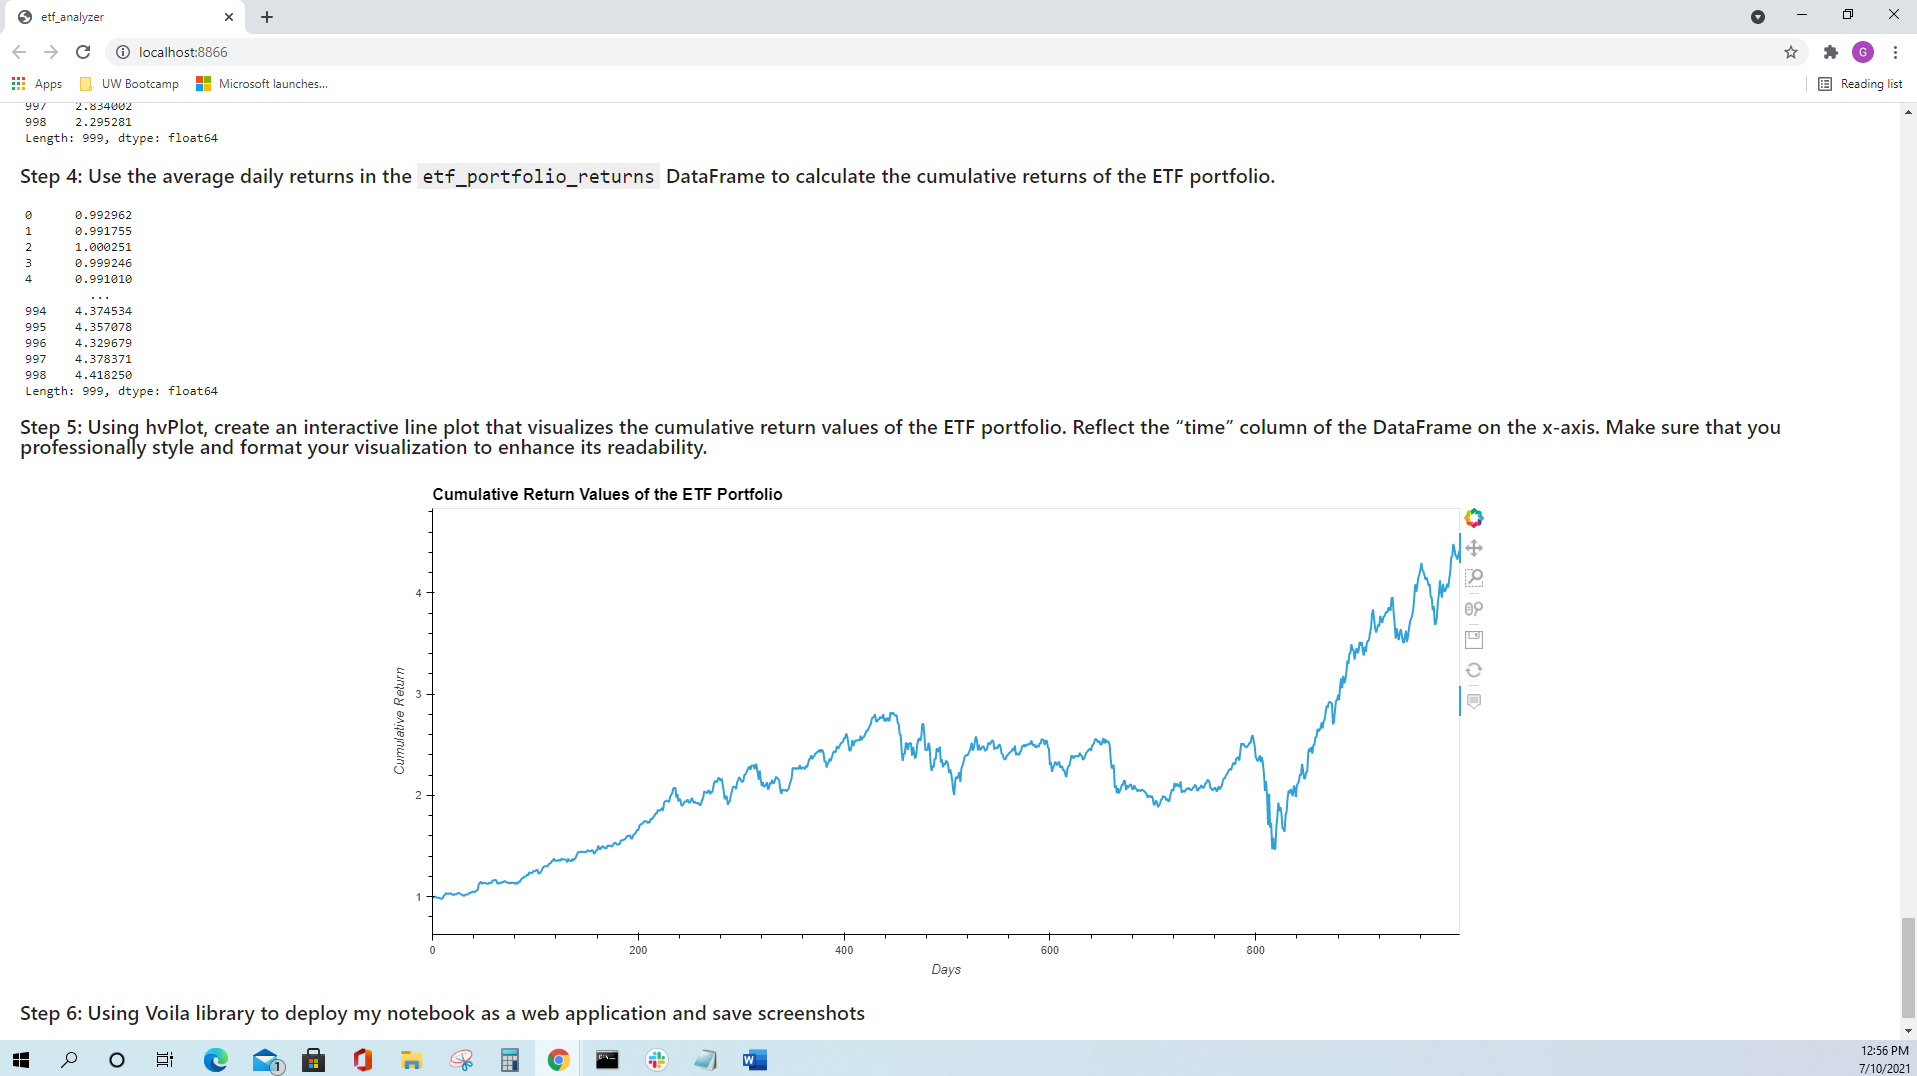 etf_analyzer
localhost:8866
Apps
UW Bootcamp
Microsoft launches...
Reading list
997 2.834002
998 2.295281
Length: 999, dtype: float64
Step 4: Use the average daily returns in the etf_portfolio_returns DataFrame to calculate the cumulative returns of the ETF portfolio.
0 0.992962
1 0.991755
2 1.000251
3 0.999246
4 0.991010
...
994 4.374534
995 4.357078
996 4.329679
997 4.378371
998 4.418250
Length: 999, dtype: float64
Step 5: Using hvPlot, create an interactive line plot that visualizes the cumulative return values of the ETF portfolio. Reflect the “time” column of the DataFrame on the x-axis. Make sure that you
professionally style and format your visualization to enhance its readability.
Cumulative Return Values of the ETF Portfolio
4
3
2
1
Cumulative Return
0 200 400 600 800
Days
Step 6: Using Voila library to deploy my notebook as a web application and save screenshots
12:56 PM
7/10/2021